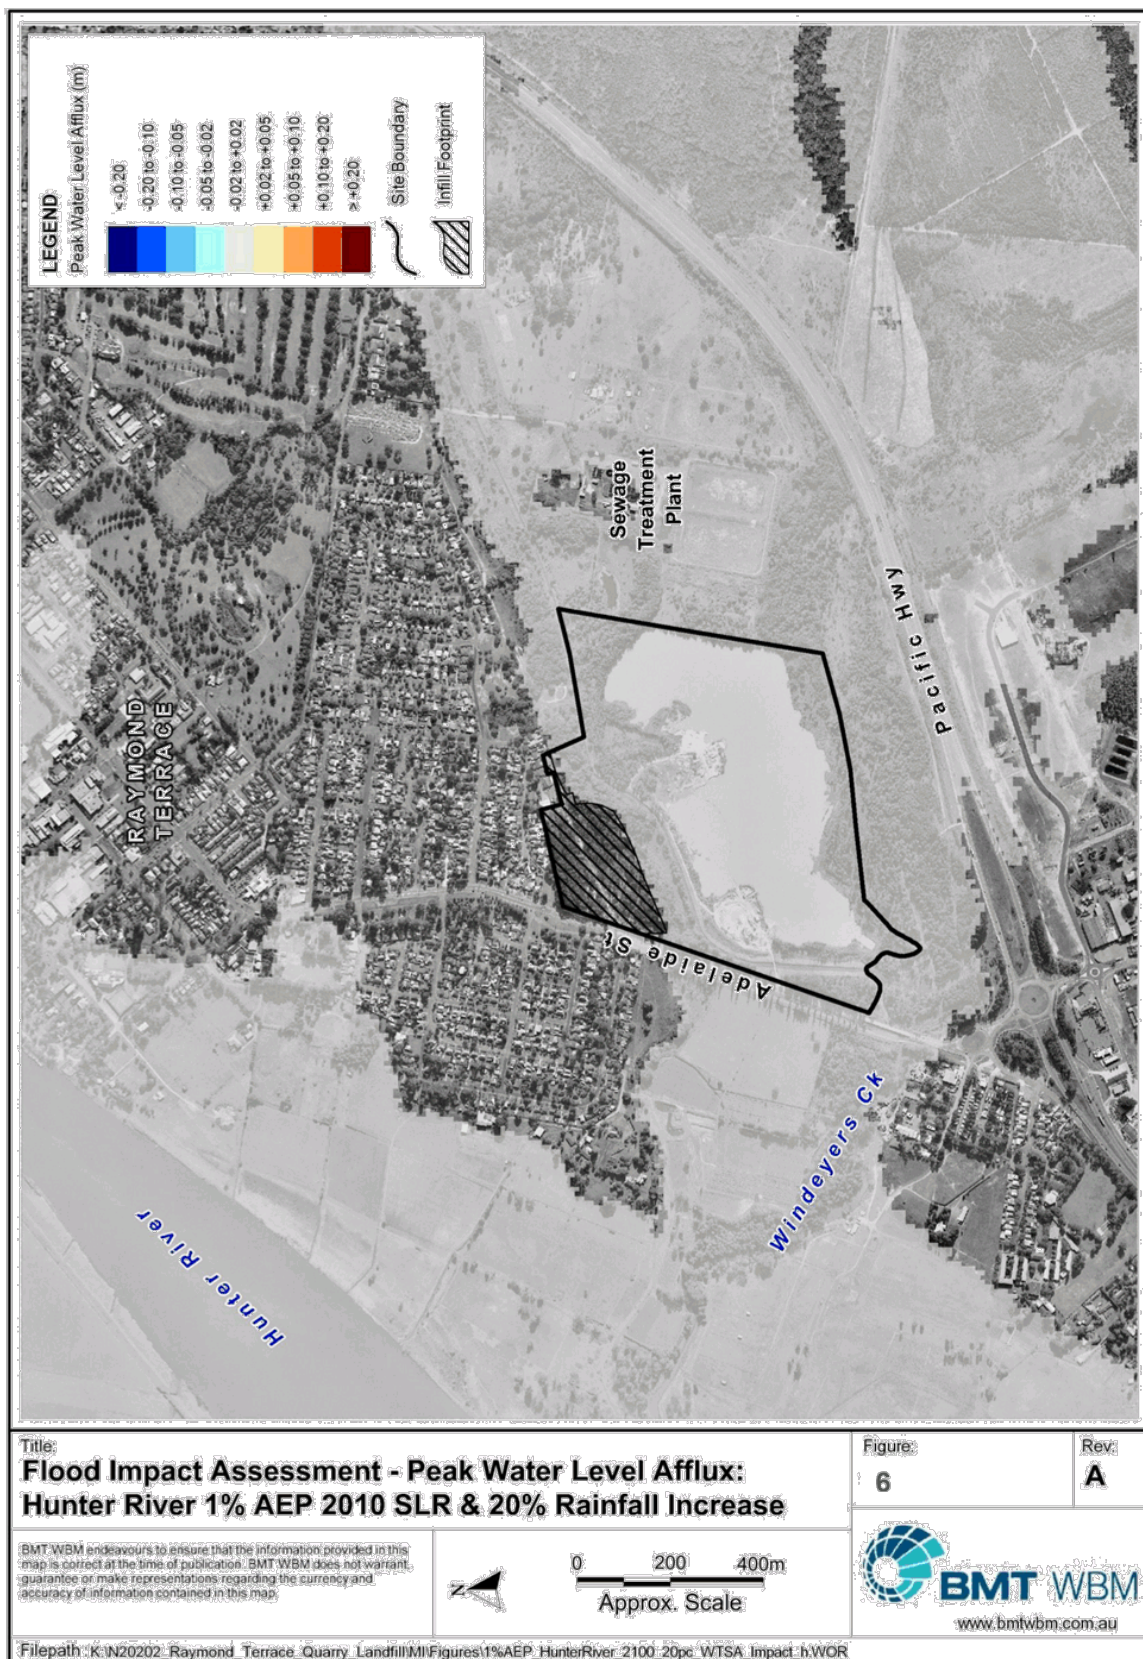 LEGEND
Peak Water Level Afflux (m)
< -0.20
-0.20 to -0.10
-0.10 to -0.05
-0.05 to -0.02
-0.02 to +0.02
+0.02 to +0.05
+0.05 to +0.10
+0.10 to +0.20
> +0.20
Site Boundary
Infill Footprint
RAYMOND
TERRACE
Sewage
Treatment
Plant
Pacific Hwy
Adelaide St
Windeyers Ck
Hunter River
Title:
Flood Impact Assessment - Peak Water Level Afflux:
Hunter River 1% AEP 2010 SLR & 20% Rainfall Increase
Figure:
6
Rev:
A
BMT WBM endeavours to ensure that the information provided in this
map is correct at the time of publication. BMT WBM does not warrant,
guarantee or make representations regarding the currency and
accuracy of information contained in this map.
N
0 200 400m
Approx. Scale
BMT WBM
www.bmtwbm.com.au
Filepath: K:\N20202_Raymond_Terrace_Quarry_Landfill\MI\Figures\1%AEP_HunterRiver_2100_20pc_WTSA_Impact_h.WOR